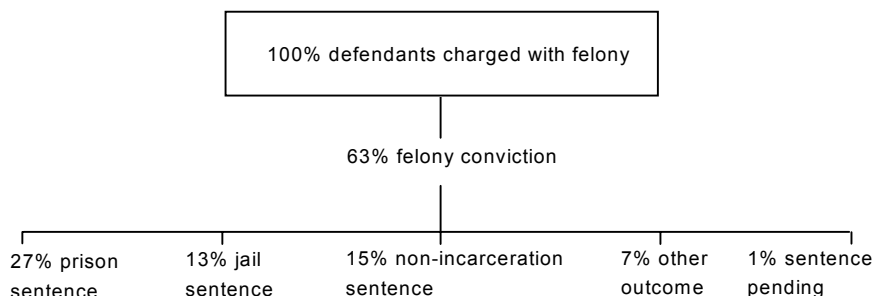 100% defendants charged with felony
63% felony conviction
27% prison
sentence
13% jail
sentence
15% non-incarceration
sentence
7% other
outcome
1% sentence
pending